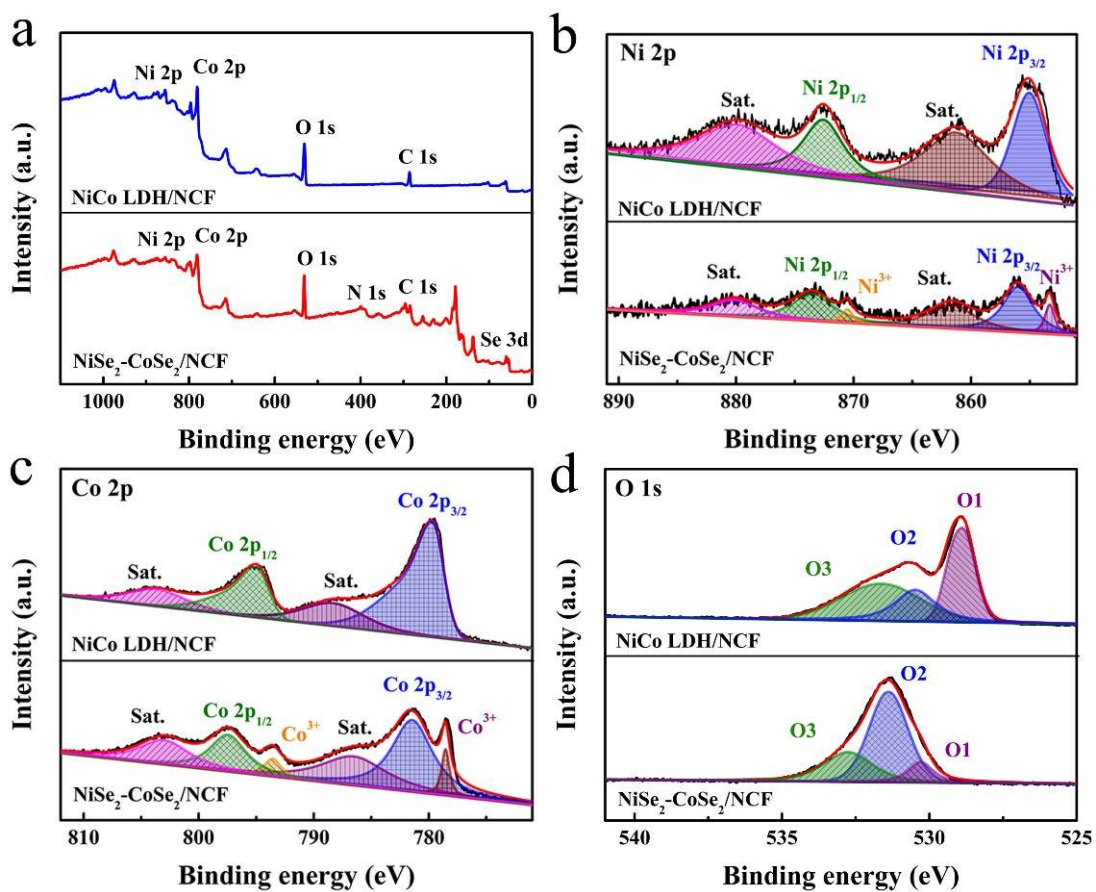 a
Intensity (a.u.)
Ni 2p
Co 2p
O 1s
C 1s
NiCo LDH/NCF
Ni 2p
Co 2p
O 1s
N 1s
C 1s
Se 3d
NiSe₂-CoSe₂/NCF
1000 800 600 400 200 0
Binding energy (eV)
b
Intensity (a.u.)
Ni 2p
Sat.
Ni 2p₁/₂
Sat.
Ni 2p₃/₂
NiCo LDH/NCF
Sat.
Ni 2p₁/₂
Ni³⁺
Sat.
Ni 2p₃/₂
Ni³⁺
NiSe₂-CoSe₂/NCF
890 880 870 860
Binding energy (eV)
c
Intensity (a.u.)
Co 2p
Sat.
Co 2p₁/₂
Sat.
Co 2p₃/₂
NiCo LDH/NCF
Sat.
Co 2p₁/₂
Co³⁺
Sat.
Co 2p₃/₂
Co³⁺
NiSe₂-CoSe₂/NCF
810 800 790 780
Binding energy (eV)
d
Intensity (a.u.)
O 1s
O3
O2
O1
NiCo LDH/NCF
O3
O2
O1
NiSe₂-CoSe₂/NCF
540 535 530 525
Binding energy (eV)